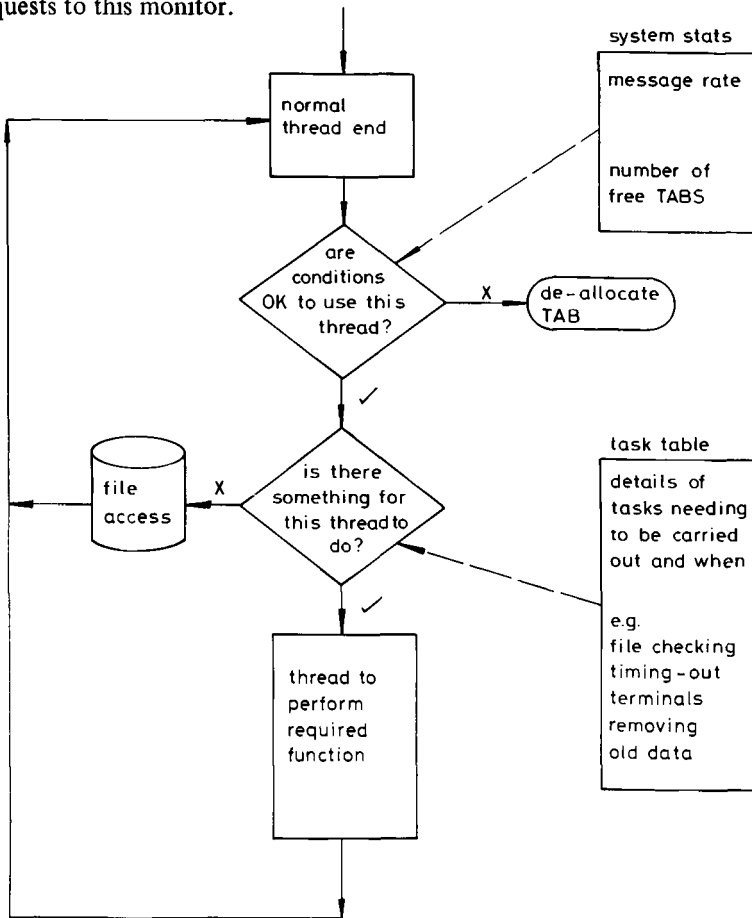 quests to this monitor.
system stats
message rate
number of
free TABS
normal
thread end
are
conditions
OK to use this
thread?
X
de-allocate
TAB
✓
is there
something for
this thread to
do?
X
file
access
task table
details of
tasks needing
to be carried
out and when
e.g.
file checking
timing-out
terminals
removing
old data
✓
thread to
perform
required
function